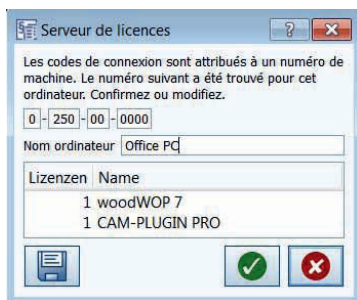 Serveur de licences
Les codes de connexion sont attribués à un numéro de
machine. Le numéro suivant a été trouvé pour cet
ordinateur. Confirmez ou modifiez.
0 - 250 - 00 - 0000
Nom ordinateur Office PC
Lizenzen Name
1 woodWOP 7
1 CAM-PLUGIN PRO